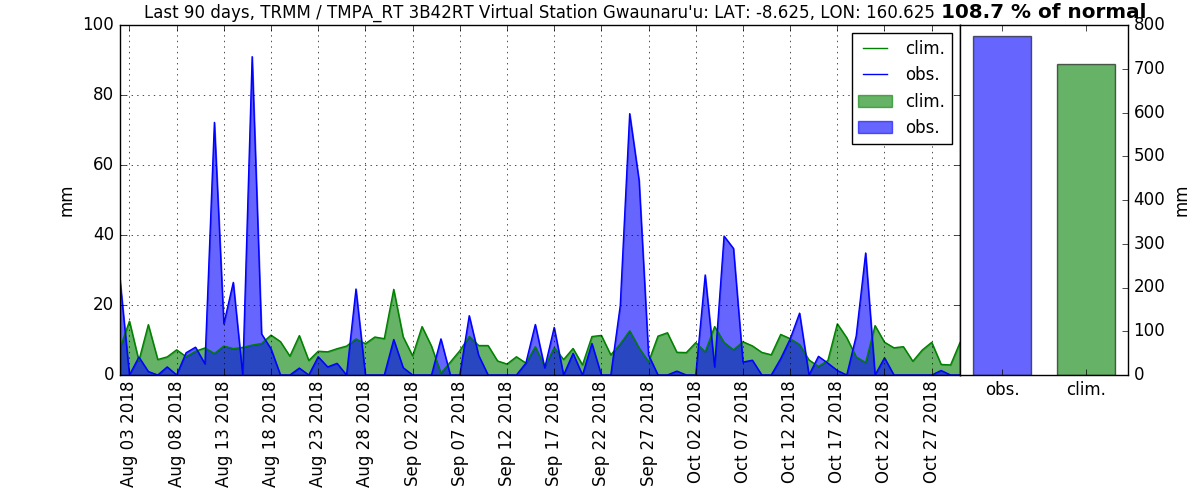 Last 90 days, TRMM / TMPA_RT 3B42RT Virtual Station Gwaunaru'u: LAT: -8.625, LON: 160.625 108.7 % of normal
100
80
60
40
20
0
mm
clim.
obs.
clim.
obs.
Aug 03 2018
Aug 08 2018
Aug 13 2018
Aug 18 2018
Aug 23 2018
Aug 28 2018
Sep 02 2018
Sep 07 2018
Sep 12 2018
Sep 17 2018
Sep 22 2018
Sep 27 2018
Oct 02 2018
Oct 07 2018
Oct 12 2018
Oct 17 2018
Oct 22 2018
Oct 27 2018
800
700
600
500
400
300
200
100
0
mm
obs.
clim.